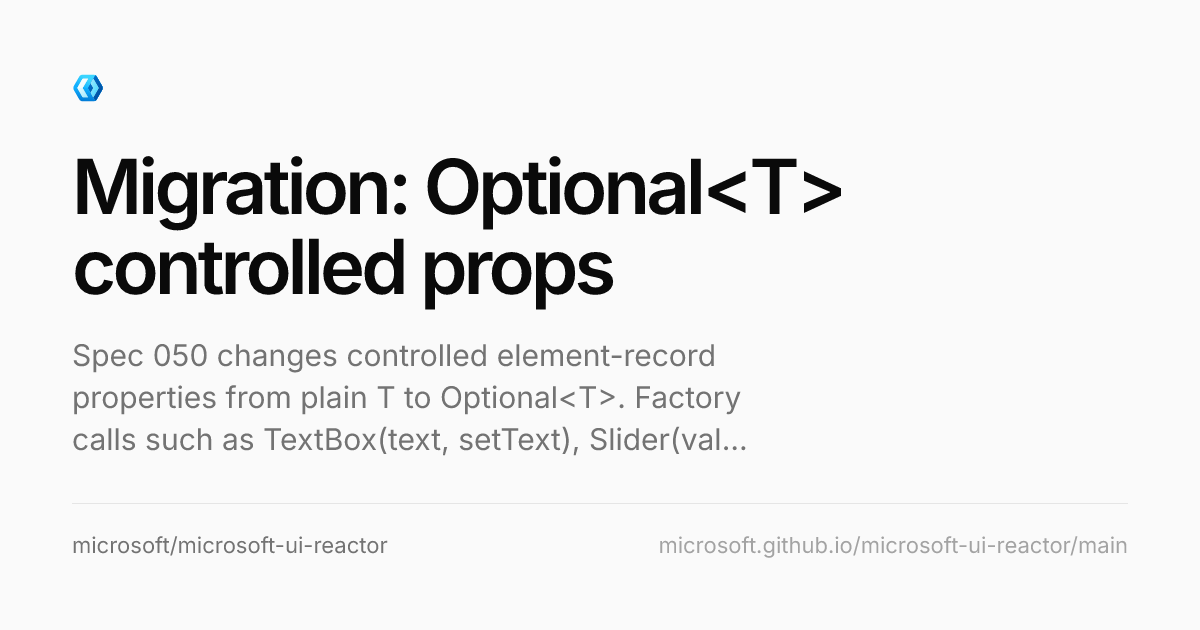 Migration: Optional<T>
controlled props
Spec 050 changes controlled element-record
properties from plain T to Optional<T>. Factory
calls such as TextBox(text, setText), Slider(val...
microsoft/microsoft-ui-reactor
microsoft.github.io/microsoft-ui-reactor/main